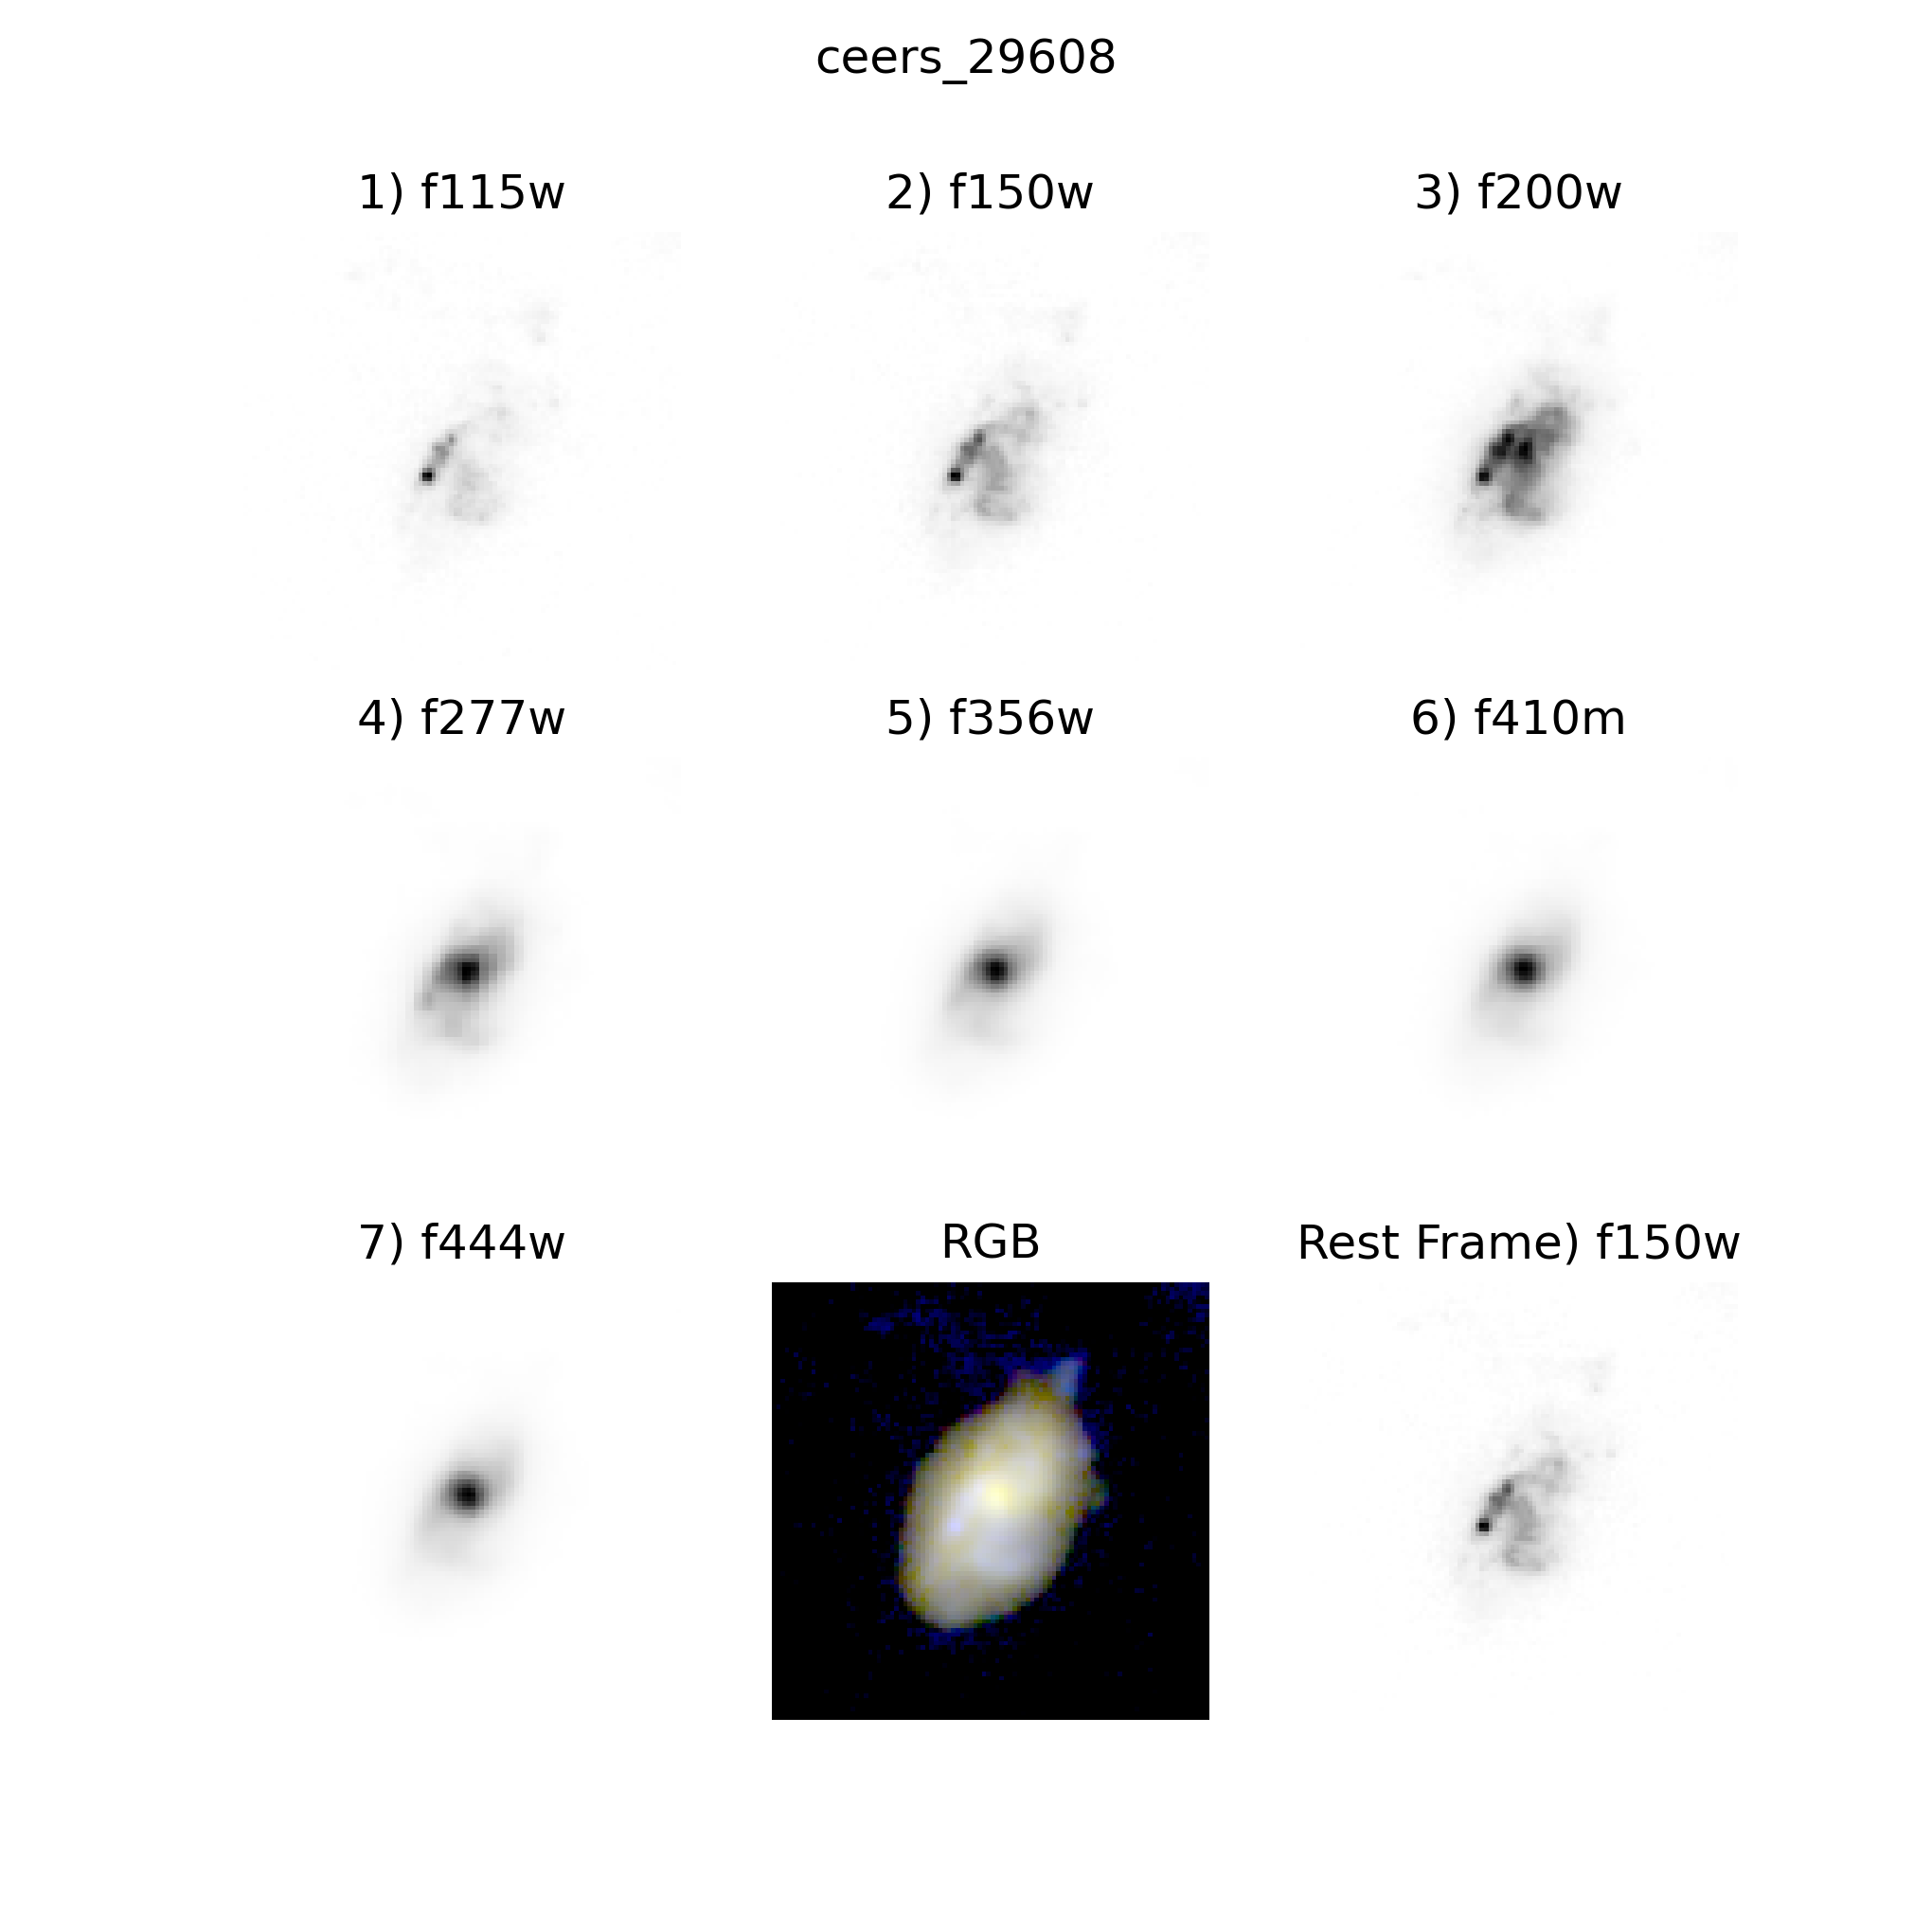 ceers_29608
1) f115w
2) f150w
3) f200w
4) f277w
5) f356w
6) f410m
7) f444w
RGB
Rest Frame) f150w